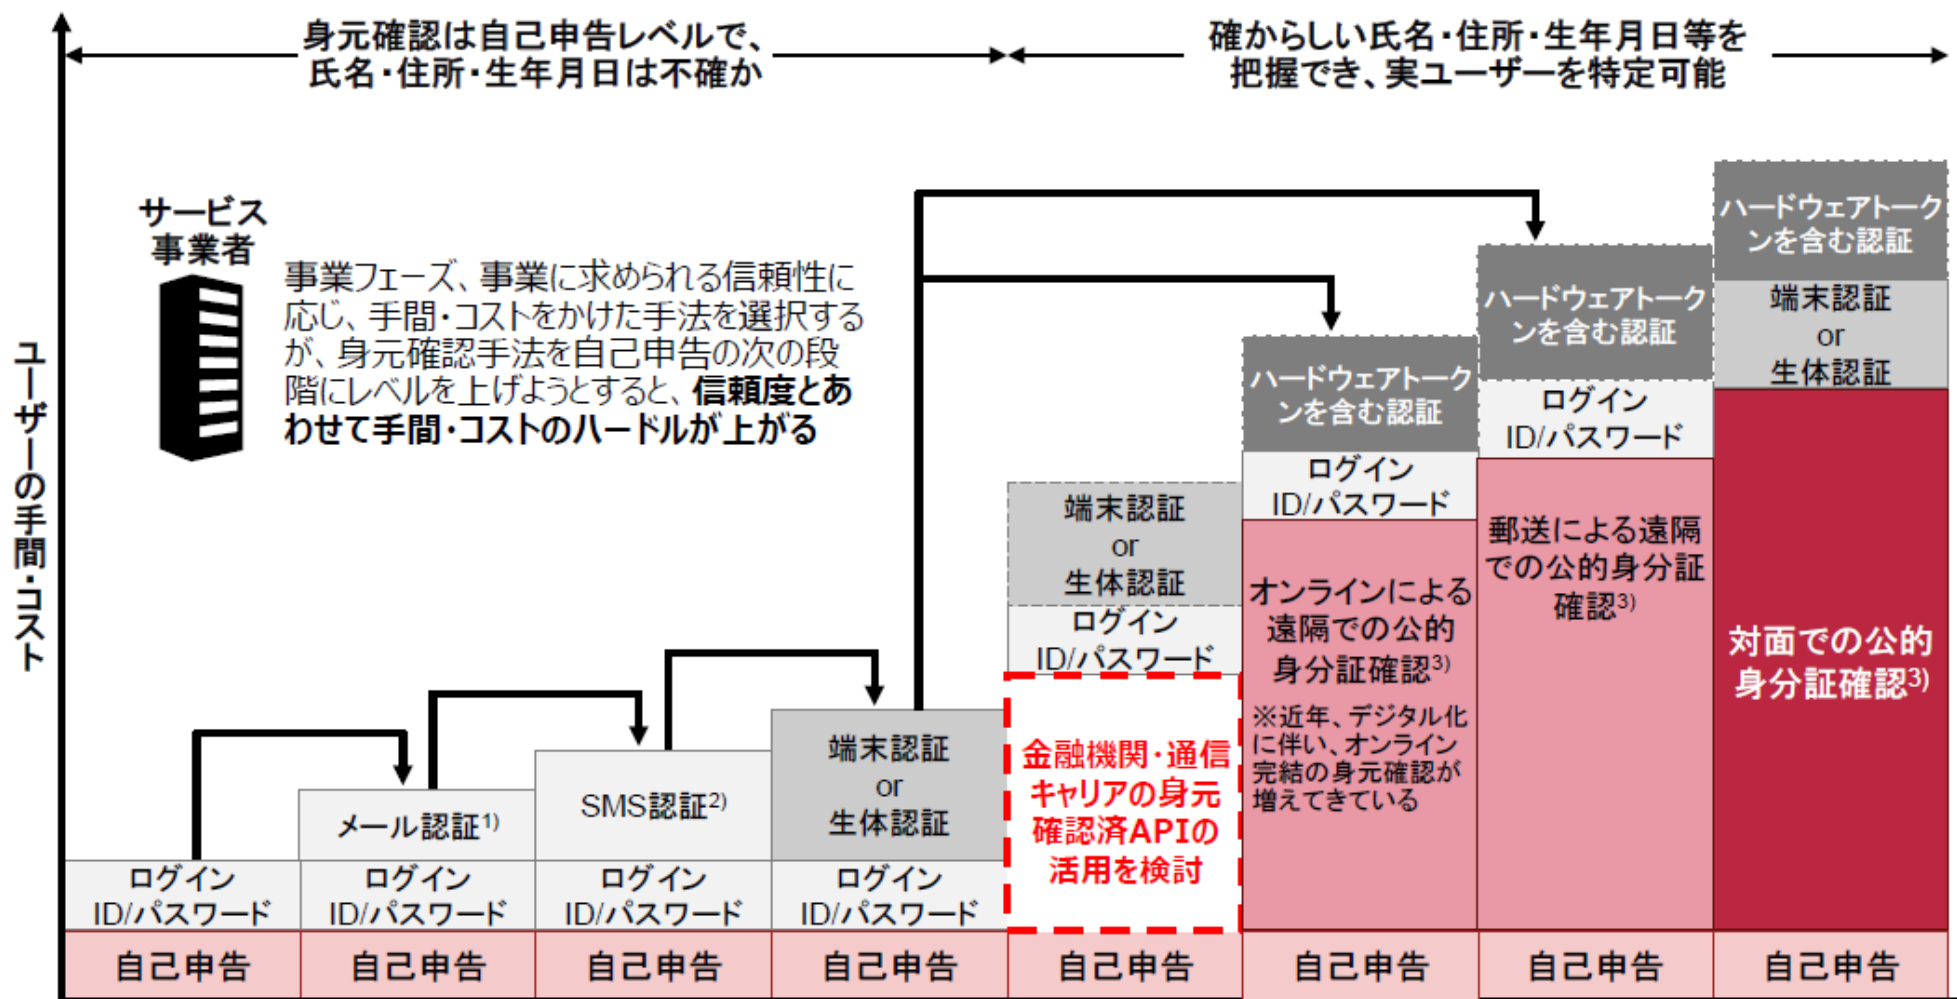 身元確認は自己申告レベルで、
氏名・住所・生年月日は不確か
確からしい氏名・住所・生年月日等を
把握でき、実ユーザーを特定可能
ユーザーの手間・コスト
サービス
事業者
事業フェーズ、事業に求められる信頼性に
応じ、手間・コストをかけた手法を選択する
が、身元確認手法を自己申告の次の段
階にレベルを上げようとすると、信頼度とあ
わせて手間・コストのハードルが上がる
ログイン
ID/パスワード
自己申告
メール認証1)
ログイン
ID/パスワード
自己申告
SMS認証2)
ログイン
ID/パスワード
自己申告
端末認証
or
生体認証
ログイン
ID/パスワード
自己申告
端末認証
or
生体認証
ログイン
ID/パスワード
金融機関・通信
キャリアの身元
確認済APIの
活用を検討
自己申告
ハードウェアトーク
ンを含む認証
ログイン
ID/パスワード
オンラインによる
遠隔での公的
身分証確認3)
※近年、デジタル化
に伴い、オンライン
完結の身元確認が
増えてきている
自己申告
ハードウェアトーク
ンを含む認証
ログイン
ID/パスワード
郵送による遠隔
での公的身分証
確認3)
自己申告
ハードウェアトーク
ンを含む認証
端末認証
or
生体認証
対面での公的
身分証確認3)
自己申告